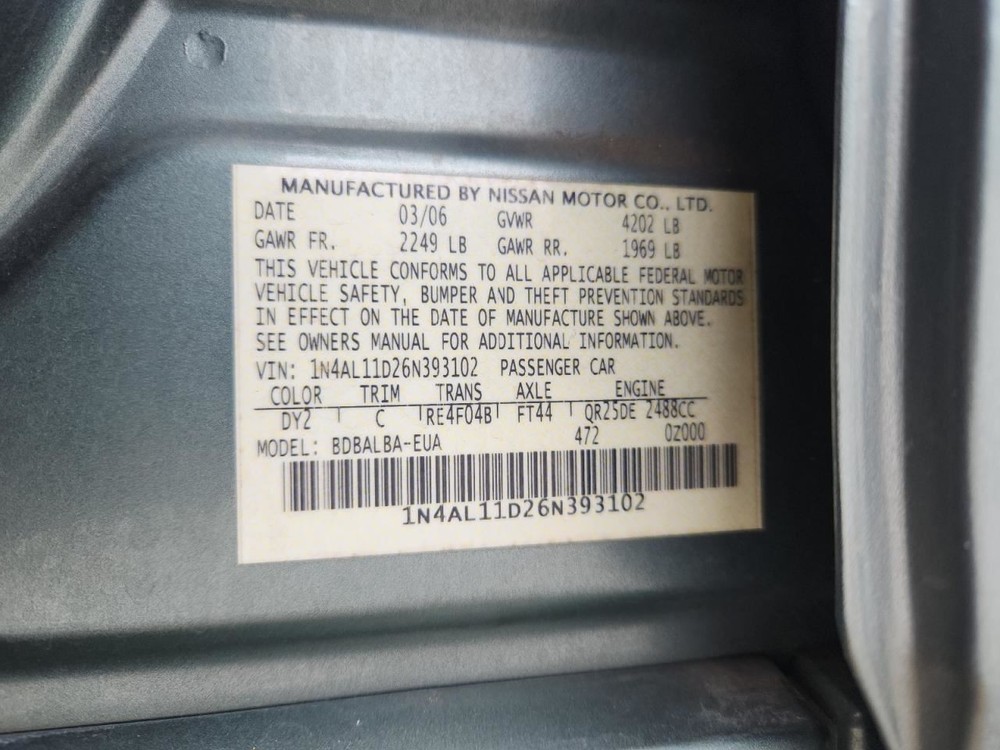 MANUFACTURED BY NISSAN MOTOR CO., LTD.
DATE 03/06 GVWR 4202 LB
GAWR FR. 2249 LB GAWR RR. 1969 LB
THIS VEHICLE CONFORMS TO ALL APPLICABLE FEDERAL MOTOR
VEHICLE SAFETY, BUMPER AND THEFT PREVENTION STANDARDS
IN EFFECT ON THE DATE OF MANUFACTURE SHOWN ABOVE.
SEE OWNERS MANUAL FOR ADDITIONAL INFORMATION.
VIN: 1N4AL11D26N393102 PASSENGER CAR
COLOR TRIM TRANS AXLE ENGINE
DY2 C RE4F04B FT44 QR25DE 2488CC
MODEL: BDBALBA-EUA 472 0Z000
1N4AL11D26N393102